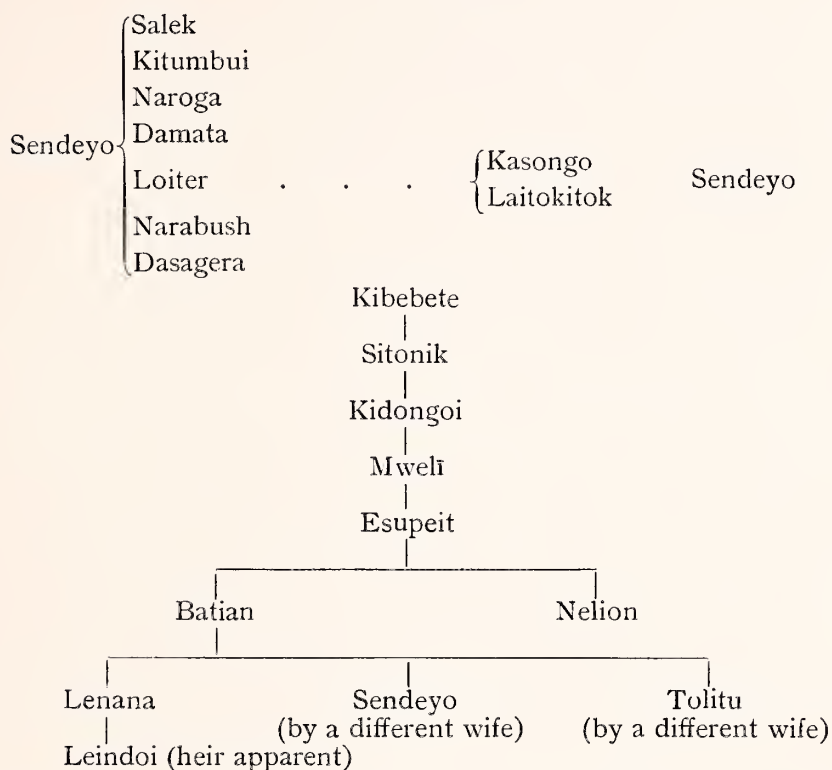 Salek
Kitumbui
Naroga
Sendeyo Damata
Loiter . . . Kasongo Sendeyo
Laitokitok
Narabush
Dasagera
Kibebete
Sitonik
Kidongoi
Mwelī
Esupeit
Batian Nelion
Lenana Sendeyo Tolitu
(by a different wife) (by a different wife)
Leindoi (heir apparent)